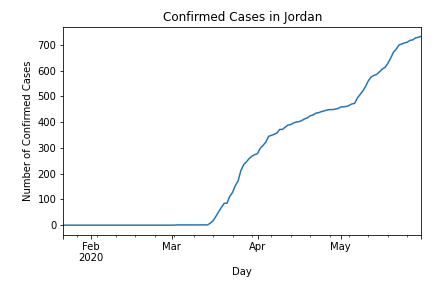 Confirmed Cases in Jordan
Number of Confirmed Cases
700
600
500
400
300
200
100
0
Feb
2020
Mar
Apr
May
Day